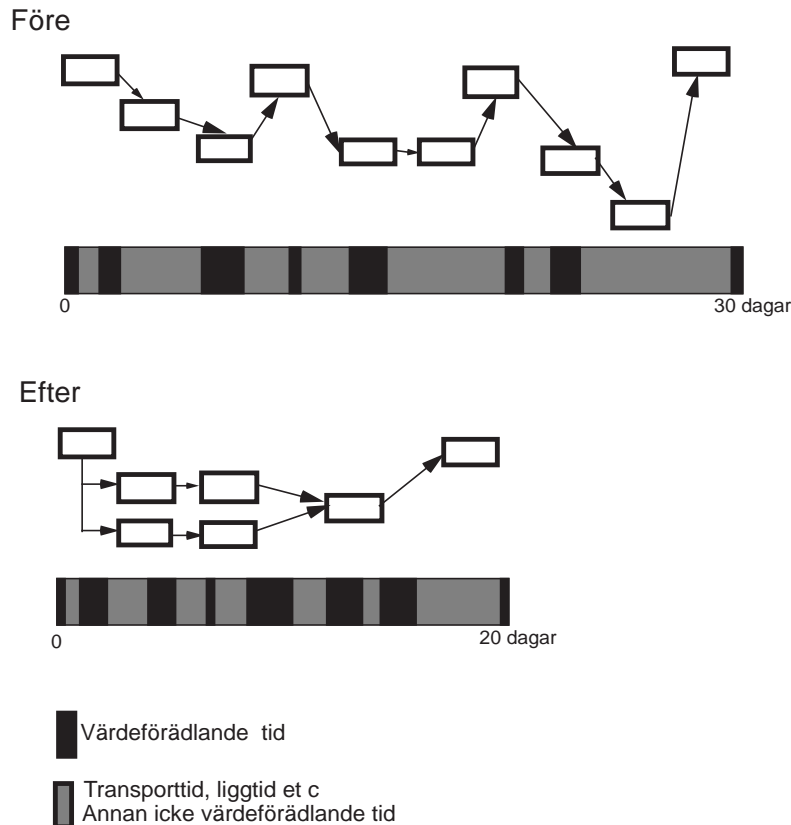 Före
0
30 dagar
Efter
0
20 dagar
Värdeförädlande tid
Transporttid, liggtid et c
Annan icke värdeförädlande tid